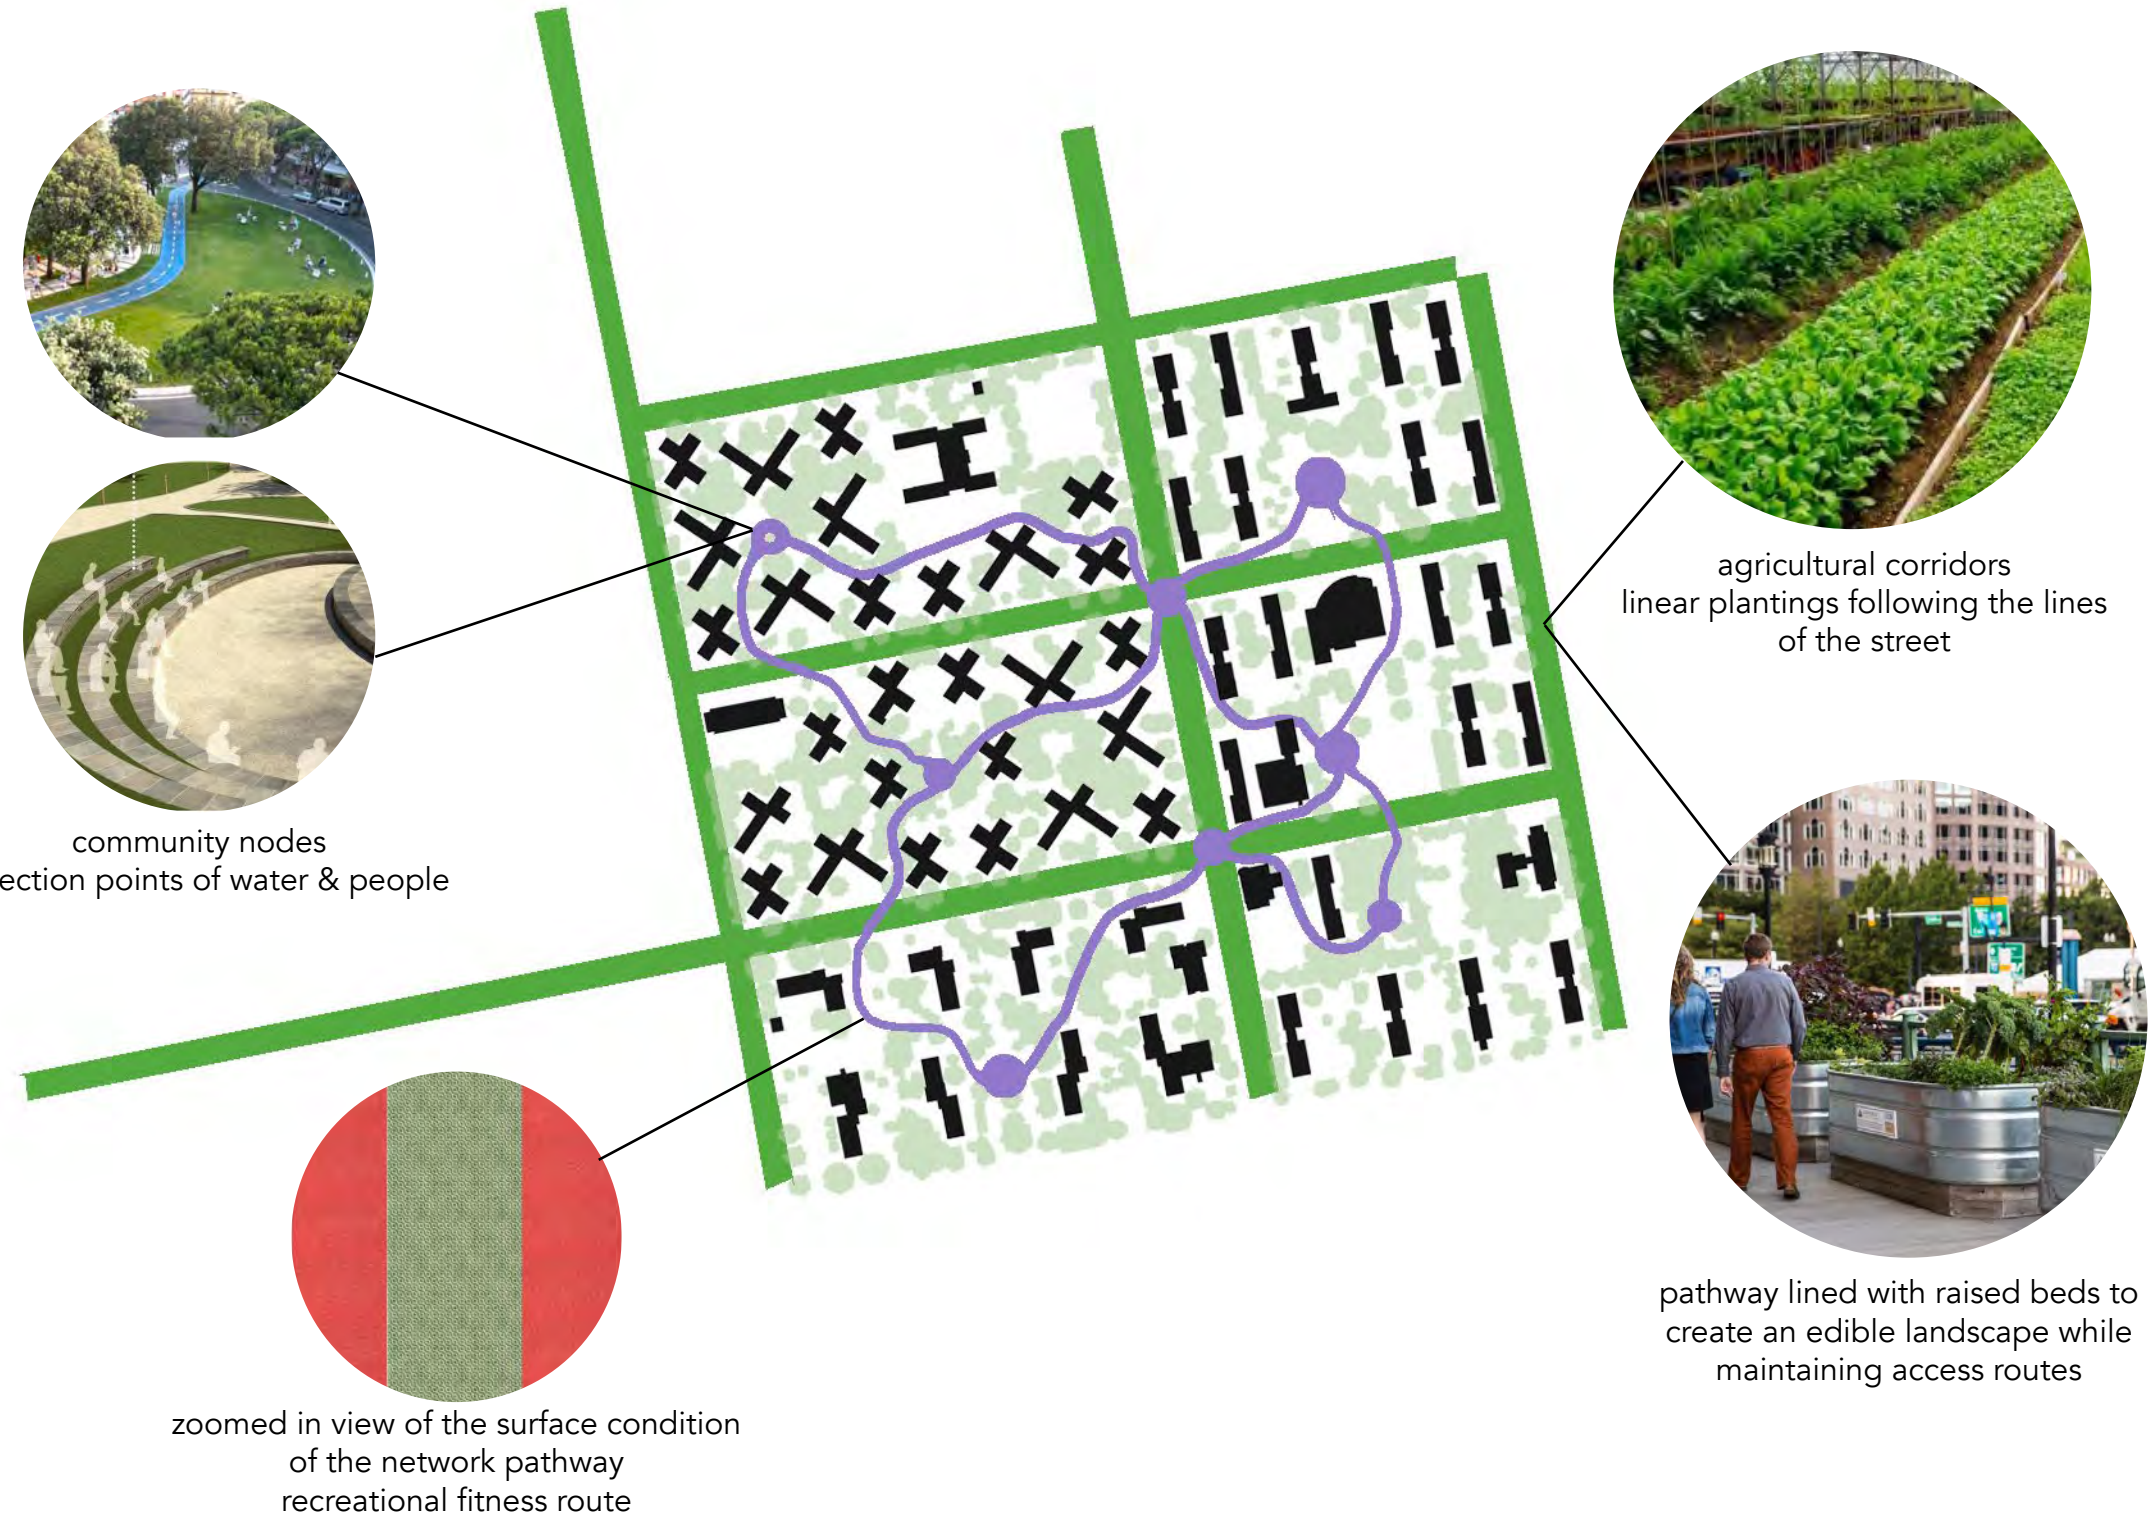 community nodes
ection points of water & people
zoomed in view of the surface condition
of the network pathway
recreational fitness route
agricultural corridors
linear plantings following the lines
of the street
pathway lined with raised beds to
create an edible landscape while
maintaining access routes